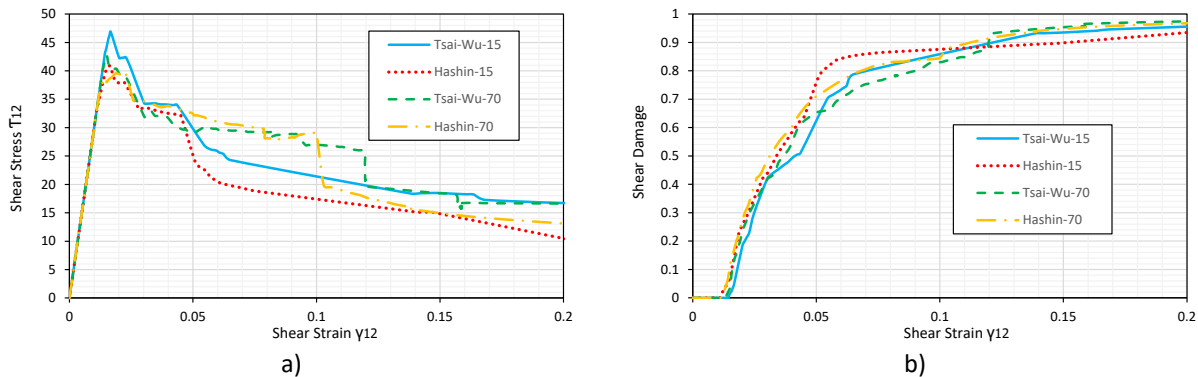 50
45
40
35
30
25
20
15
10
5
0
0
0.05
0.1
0.15
0.2
Shear Stress T12
Shear Strain γ12
Tsai-Wu-15
Hashin-15
Tsai-Wu-70
Hashin-70
a)
1
0.9
0.8
0.7
0.6
0.5
0.4
0.3
0.2
0.1
0
0
0.05
0.1
0.15
0.2
Shear Damage
Shear Strain γ12
Tsai-Wu-15
Hashin-15
Tsai-Wu-70
Hashin-70
b)